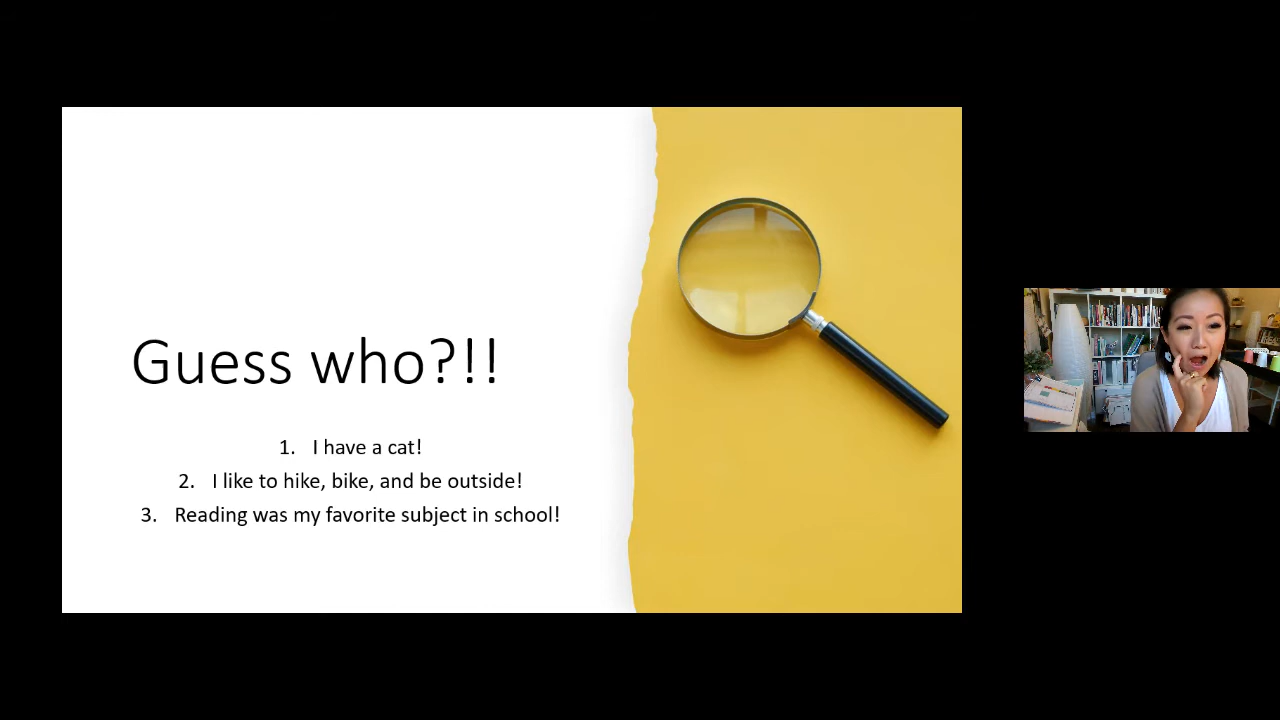 Guess who?!!
1. I have a cat!
2. I like to hike, bike, and be outside!
3. Reading was my favorite subject in school!